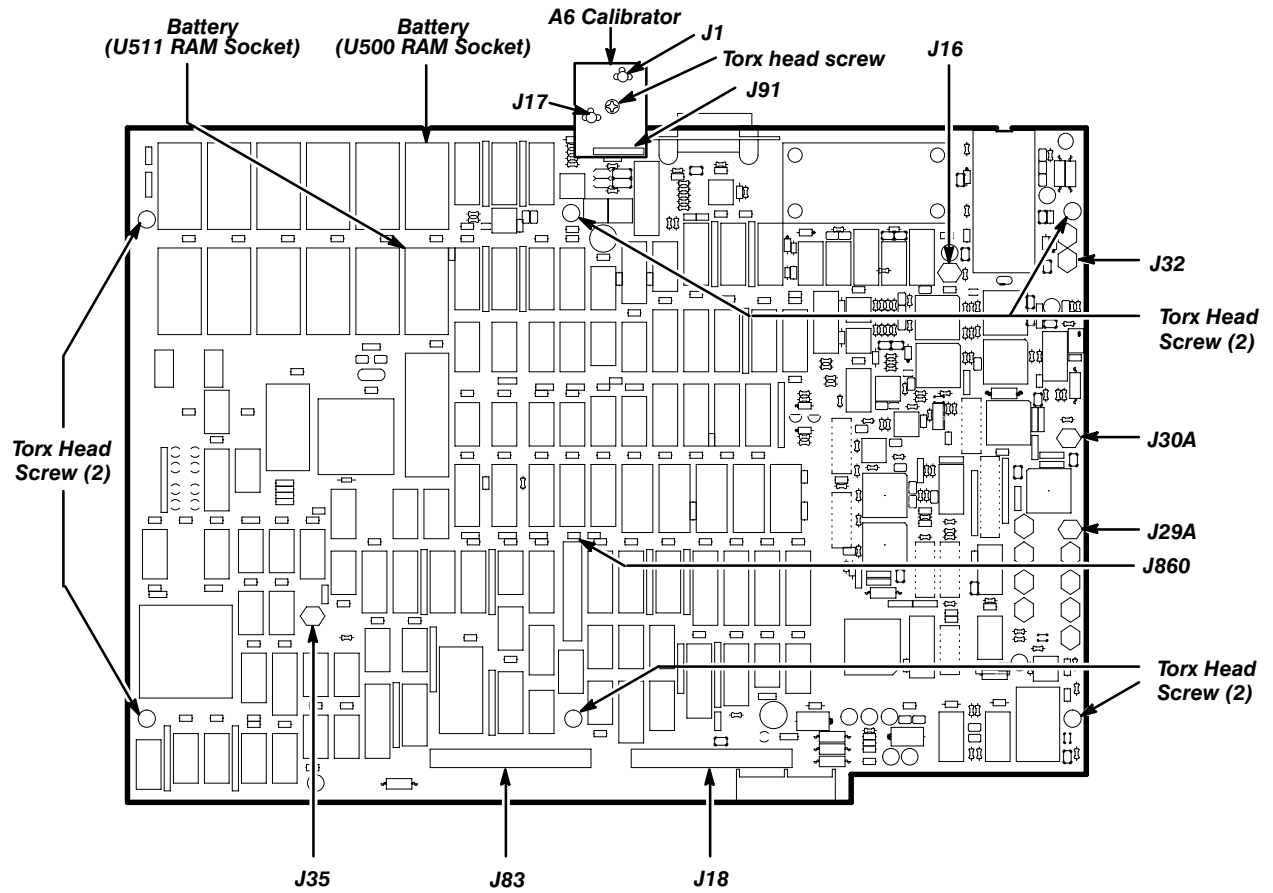 Battery
(U511 RAM Socket)
Battery
(U500 RAM Socket)
A6 Calibrator
J1
Torx head screw
J16
J17
J91
J32
Torx Head
Screw (2)
Torx Head
Screw (2)
J30A
J29A
J860
Torx Head
Screw (2)
J35
J83
J18